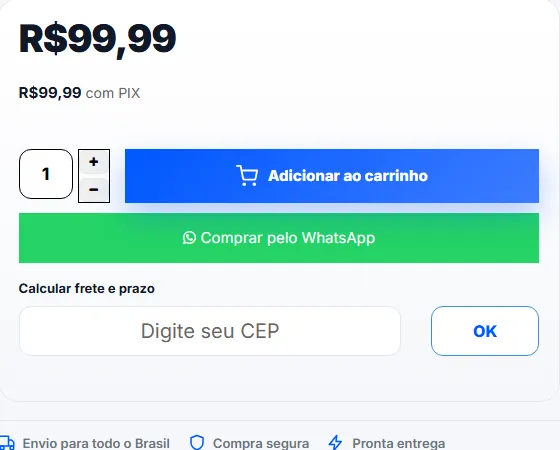 R$99,99
R$99,99 com PIX
1 + Adicionar ao carrinho
−
Comprar pelo WhatsApp
Calcular frete e prazo
Digite seu CEP OK
Envio para todo o Brasil Compra segura Pronta entrega